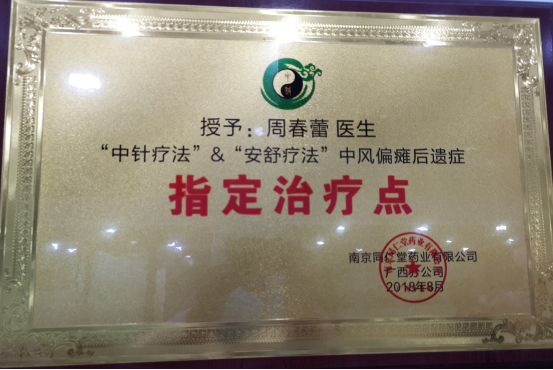 授予：周春蕾 医生
“中针疗法”&“安舒疗法”中风偏瘫后遗症
指定治疗点
南京同仁堂药业有限公司
广西分公司
2018年8月